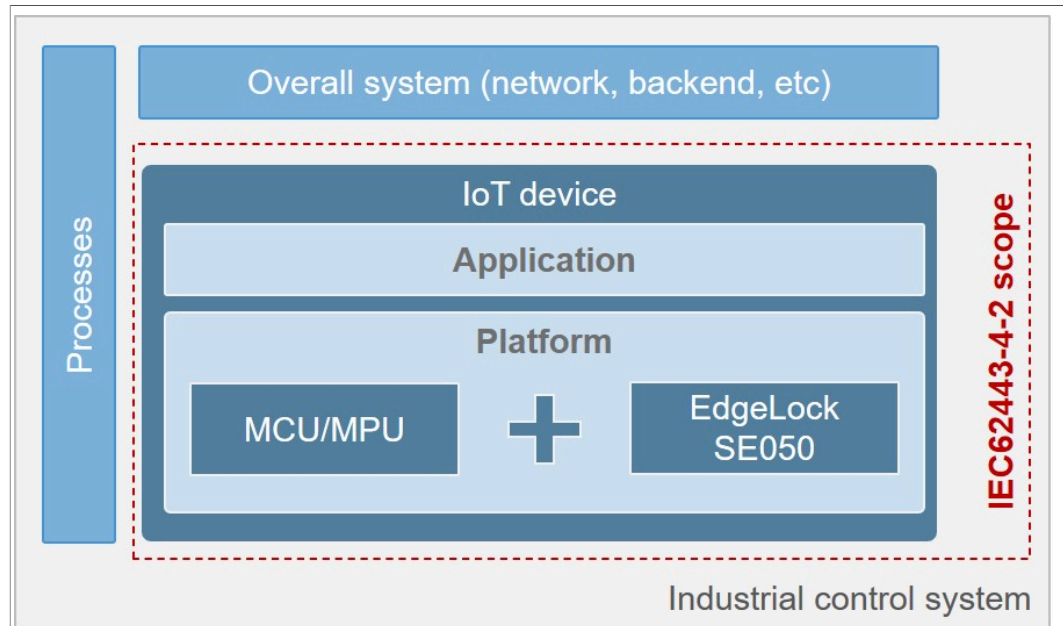 Processes
Overall system (network, backend, etc)
IoT device
Application
Platform
MCU/MPU
EdgeLock
SE050
IEC62443-4-2 scope
Industrial control system